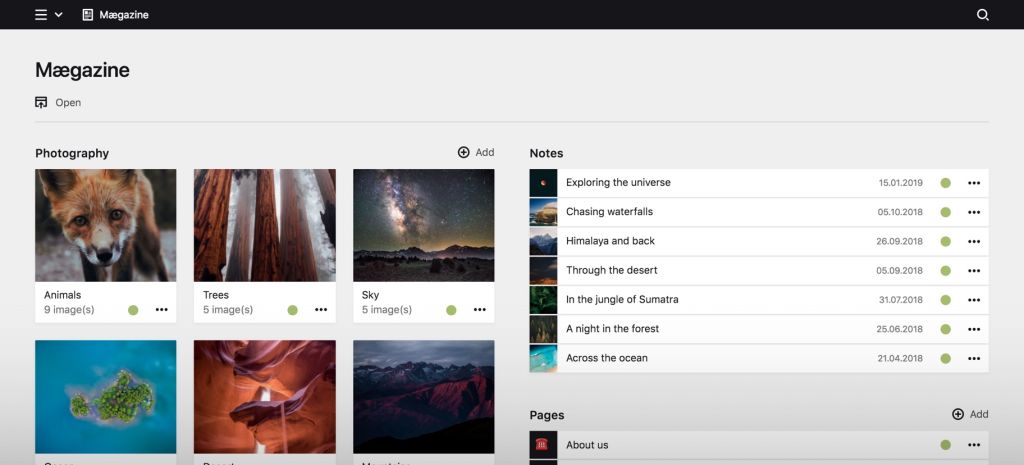 Mægazine
Mægazine
Open
Photography
Add
Animals
9 image(s)
Trees
5 image(s)
Sky
5 image(s)
Notes
Exploring the universe 15.01.2019
Chasing waterfalls 05.10.2018
Himalaya and back 26.09.2018
Through the desert 05.09.2018
In the jungle of Sumatra 31.07.2018
A night in the forest 25.06.2018
Across the ocean 21.04.2018
Pages
Add
About us